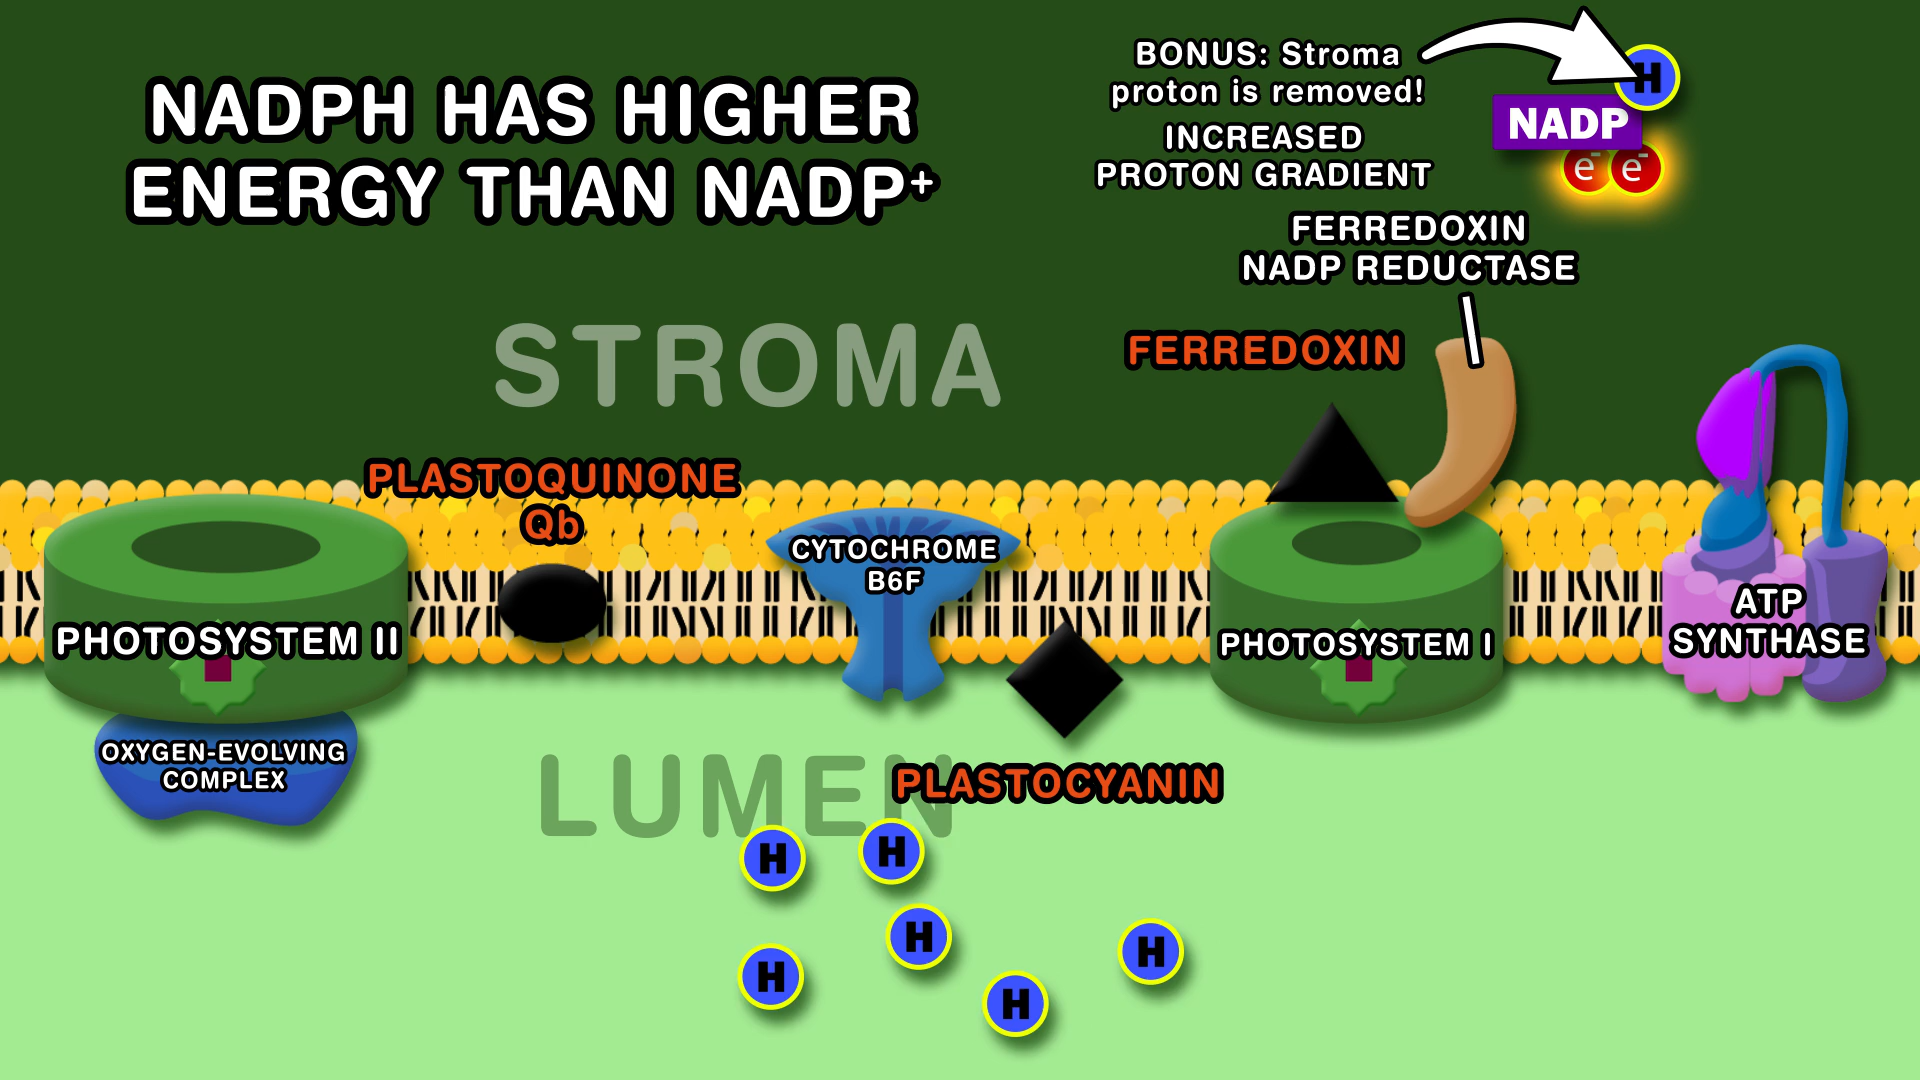 NADPH HAS HIGHER
ENERGY THAN NADP⁺
BONUS: Stroma
proton is removed!
INCREASED
PROTON GRADIENT
H
NADP
e⁻ e⁻
FERREDOXIN
NADP REDUCTASE
STROMA
FERREDOXIN
PLASTOQUINONE
Qb
CYTOCHROME
B6F
PHOTOSYSTEM II
PHOTOSYSTEM I
ATP
SYNTHASE
OXYGEN-EVOLVING
COMPLEX
LUMEN
PLASTOCYANIN
H
H
H
H
H
H